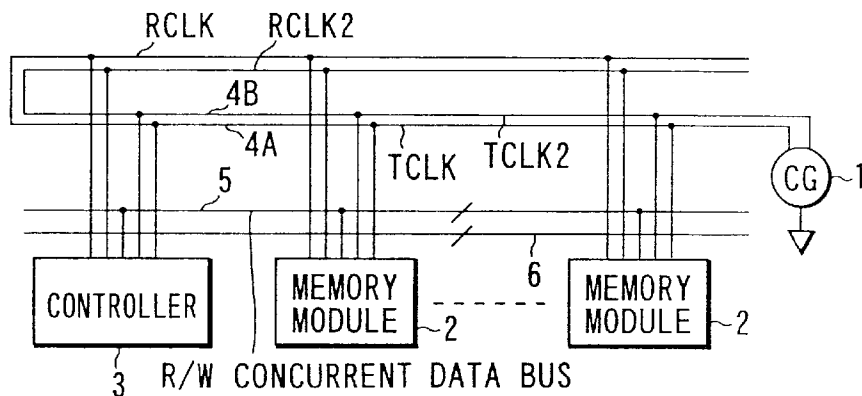 RCLK RCLK2
4B
4A TCLK TCLK2
CG 1
5
6
CONTROLLER MEMORY MODULE MEMORY MODULE
3 2 2
R/W CONCURRENT DATA BUS